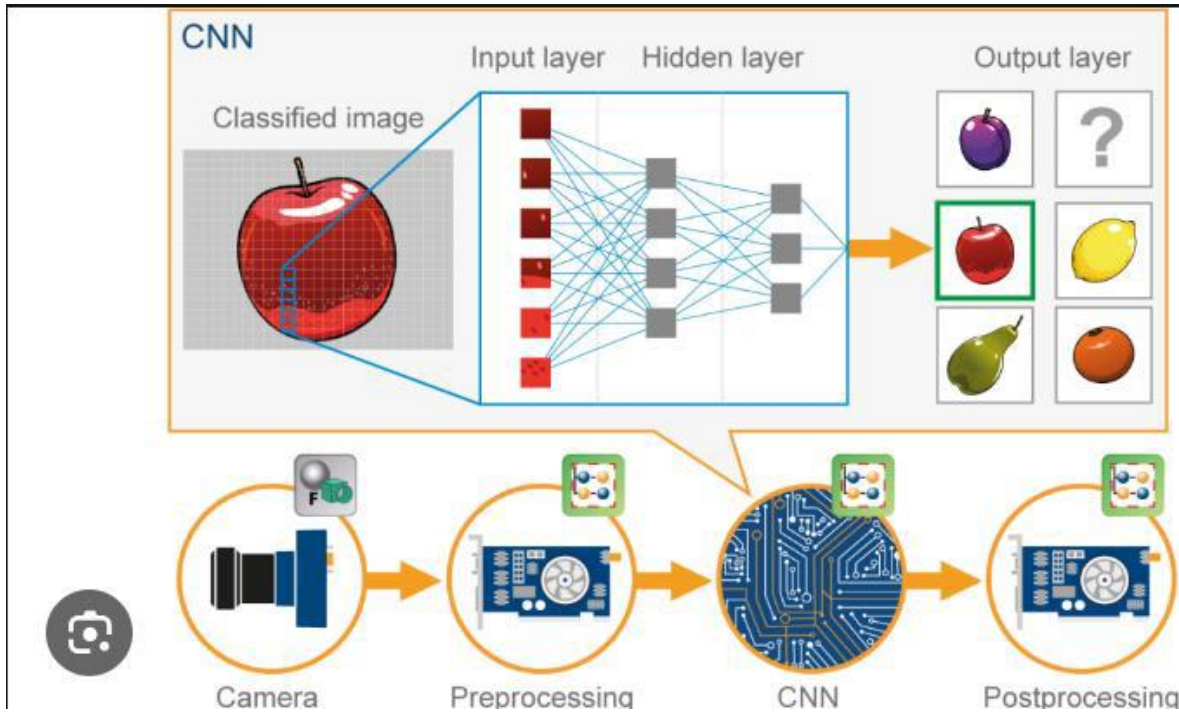 CNN
Input layer
Hidden layer
Output layer
Classified image
?
F
Camera
Preprocessing
CNN
Postprocessing